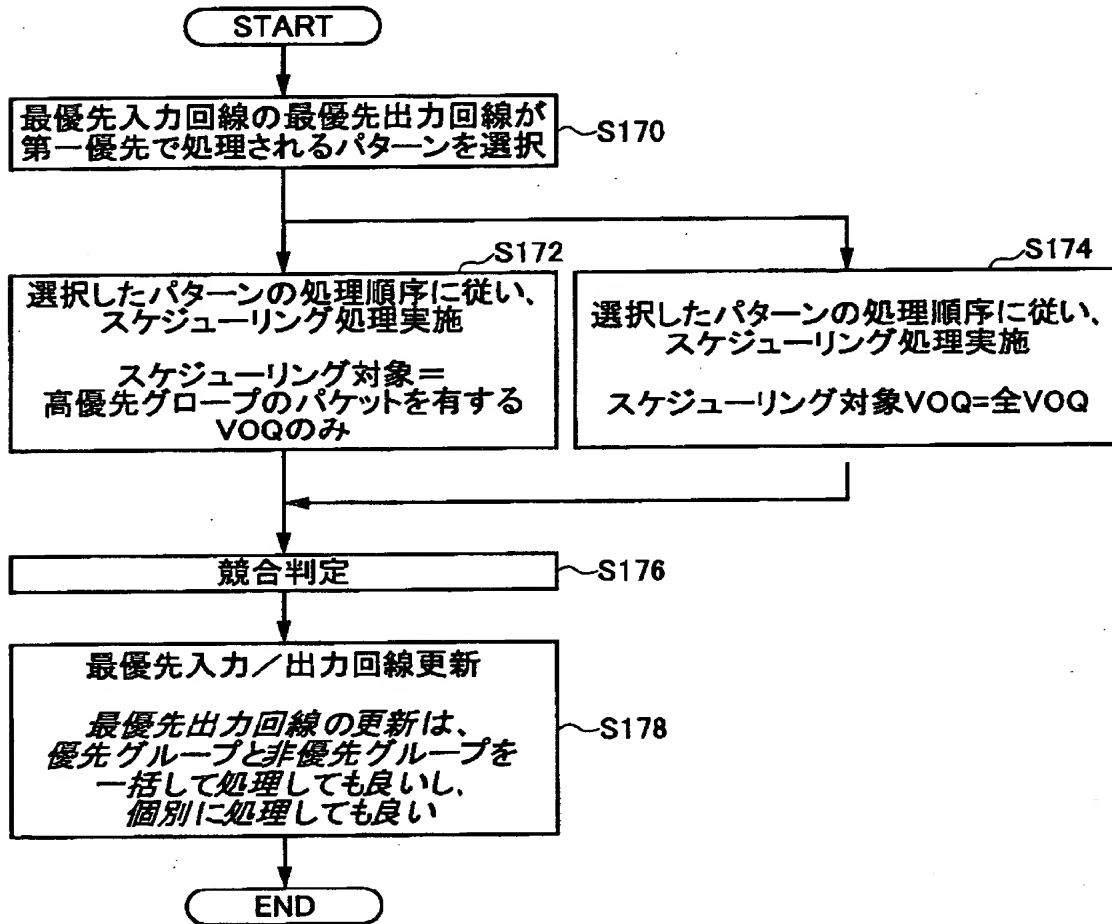 START
最優先入力回線の最優先出力回線が
第一優先で処理されるパターンを選択
S170
S172
選択したパターンの処理順序に従い、
スケジューリング処理実施
スケジューリング対象＝
高優先グロープのパケットを有する
VOQのみ
S174
選択したパターンの処理順序に従い、
スケジューリング処理実施
スケジューリング対象VOQ=全VOQ
競合判定
S176
最優先入力／出力回線更新
最優先出力回線の更新は、
優先グループと非優先グループを
一括して処理しても良いし、
個別に処理しても良い
S178
END